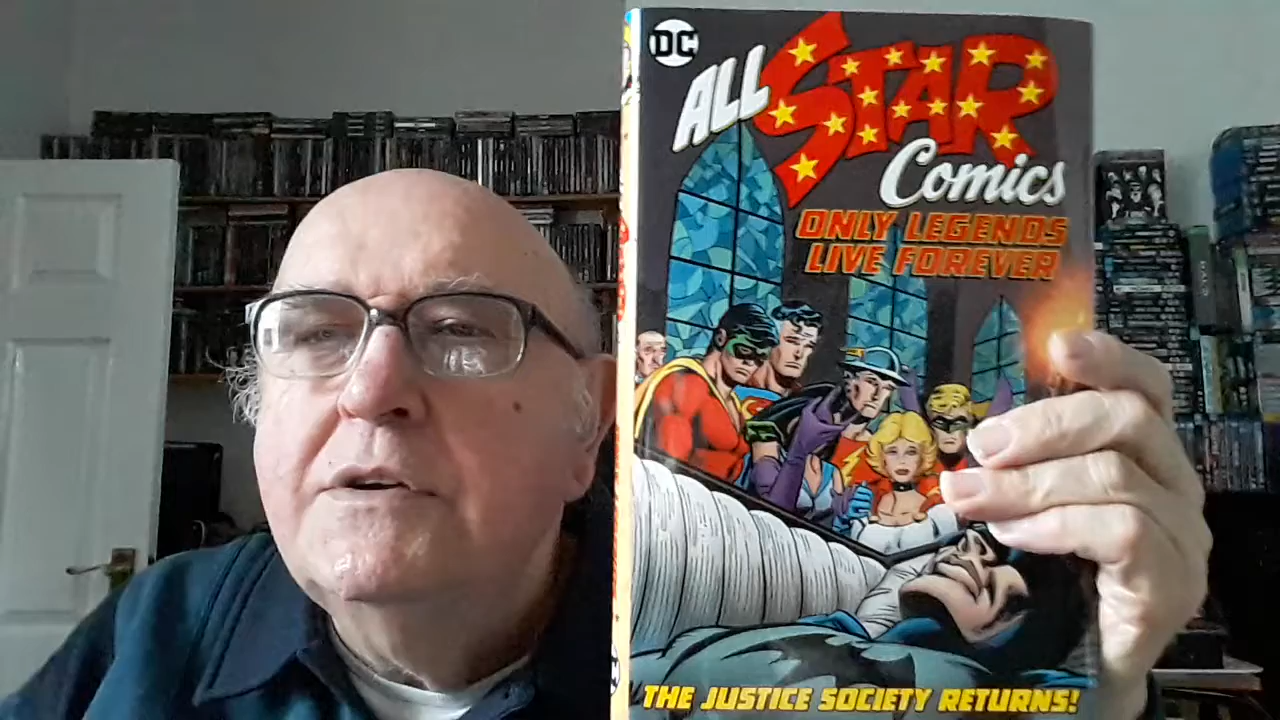 DC
ALL STAR
Comics
ONLY LEGENDS
LIVE FOREVER
THE JUSTICE SOCIETY RETURNS!